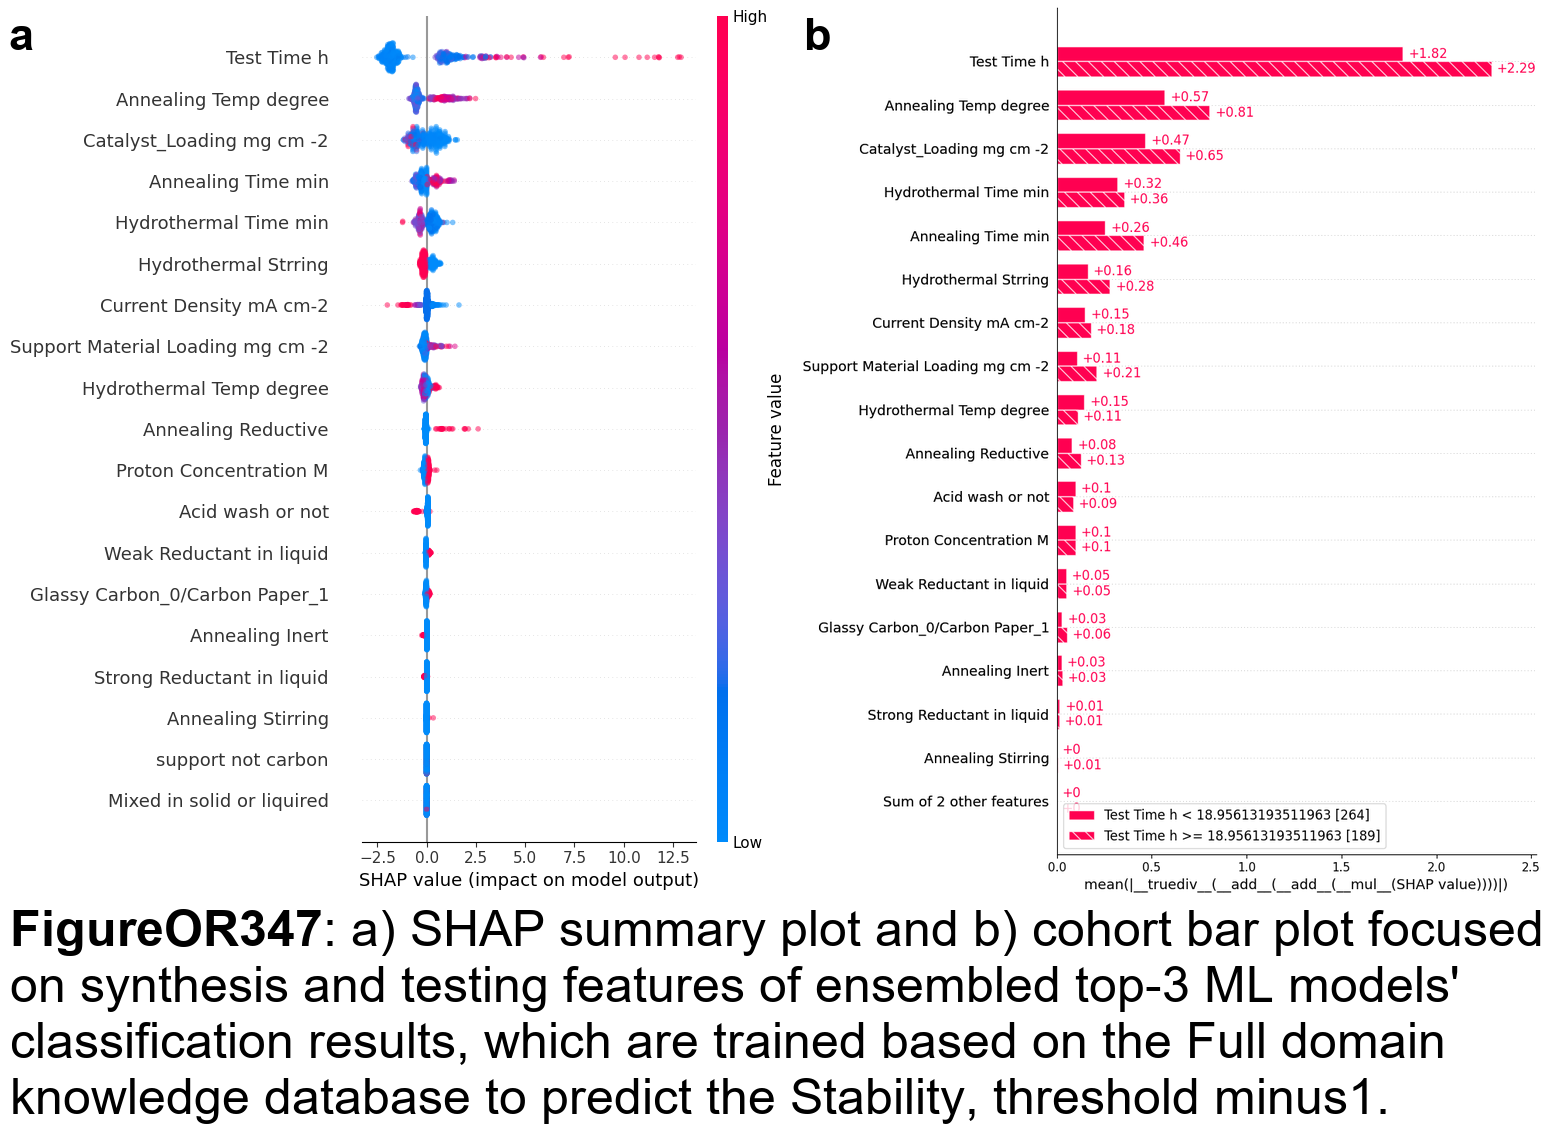 a
Test Time h
Annealing Temp degree
Catalyst_Loading mg cm -2
Annealing Time min
Hydrothermal Time min
Hydrothermal Strring
Current Density mA cm-2
Support Material Loading mg cm -2
Hydrothermal Temp degree
Annealing Reductive
Proton Concentration M
Acid wash or not
Weak Reductant in liquid
Glassy Carbon_0/Carbon Paper_1
Annealing Inert
Strong Reductant in liquid
Annealing Stirring
support not carbon
Mixed in solid or liquired
−2.5 0.0 2.5 5.0 7.5 10.0 12.5
SHAP value (impact on model output)
High
Feature value
Low
b
Test Time h
+1.82
+2.29
Annealing Temp degree
+0.57
+0.81
Catalyst_Loading mg cm -2
+0.47
+0.65
Hydrothermal Time min
+0.32
+0.36
Annealing Time min
+0.26
+0.46
Hydrothermal Strring
+0.16
+0.28
Current Density mA cm-2
+0.15
+0.18
Support Material Loading mg cm -2
+0.11
+0.21
Hydrothermal Temp degree
+0.15
+0.11
Annealing Reductive
+0.08
+0.13
Acid wash or not
+0.1
+0.09
Proton Concentration M
+0.1
+0.1
Weak Reductant in liquid
+0.05
+0.05
Glassy Carbon_0/Carbon Paper_1
+0.03
+0.06
Annealing Inert
+0.03
+0.03
Strong Reductant in liquid
+0.01
+0.01
Annealing Stirring
+0
+0.01
Sum of 2 other features
+0
+0
Test Time h < 18.95613193511963 [264]
Test Time h >= 18.95613193511963 [189]
0.0 0.5 1.0 1.5 2.0 2.5
mean(|__truediv__(__add__(__add__(__mul__(SHAP value))))|)
FigureOR347: a) SHAP summary plot and b) cohort bar plot focused
on synthesis and testing features of ensembled top-3 ML models'
classification results, which are trained based on the Full domain
knowledge database to predict the Stability, threshold minus1.